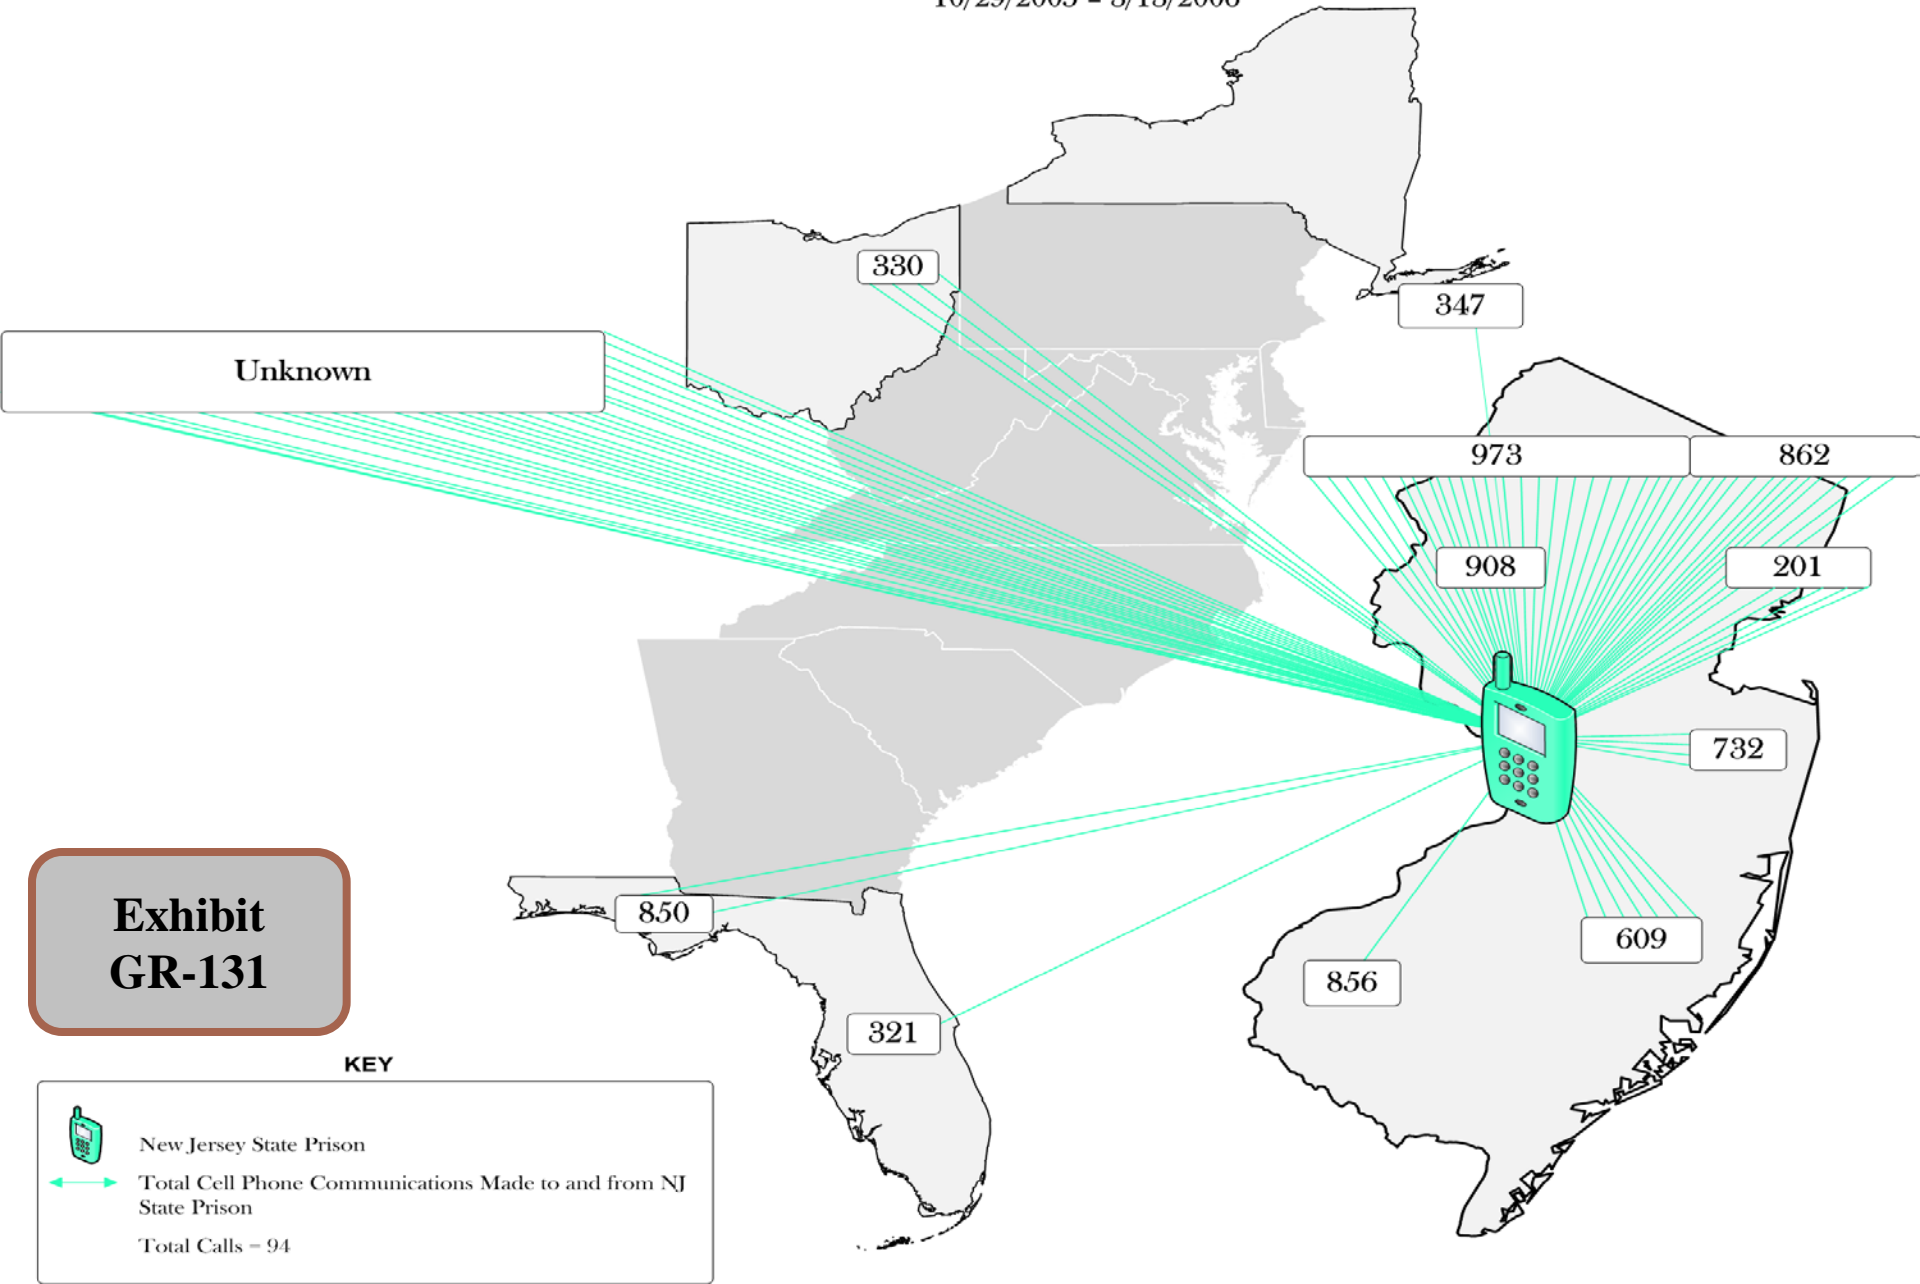 330
347
Unknown
973
862
908
201
732
850
609
856
321
Exhibit
GR-131
KEY
New Jersey State Prison
Total Cell Phone Communications Made to and from NJ
State Prison
Total Calls = 94